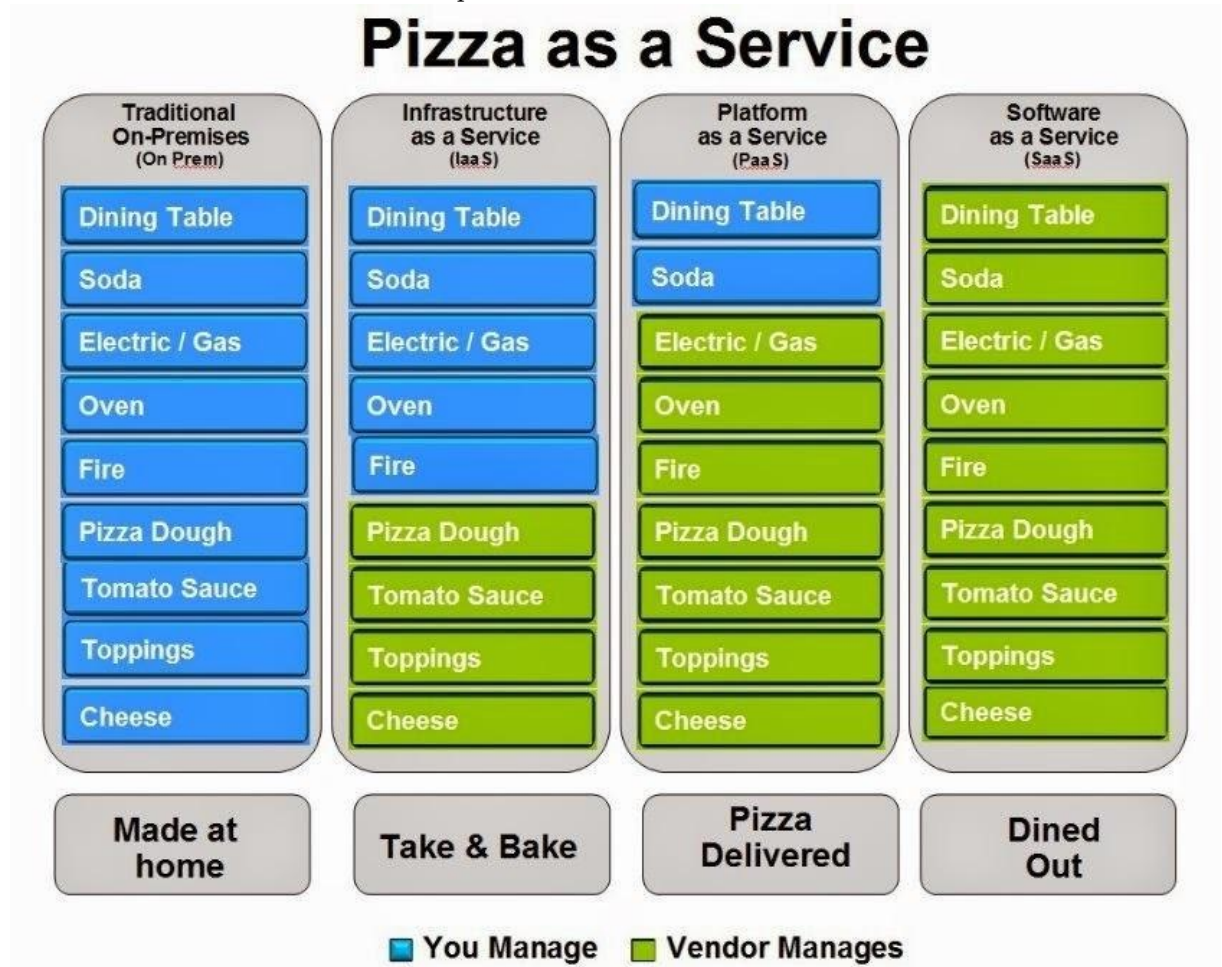 Pizza as a Service
Traditional
On-Premises
(On Prem)
Dining Table
Soda
Electric / Gas
Oven
Fire
Pizza Dough
Tomato Sauce
Toppings
Cheese
Made at
home
Infrastructure
as a Service
(IaaS)
Dining Table
Soda
Electric / Gas
Oven
Fire
Pizza Dough
Tomato Sauce
Toppings
Cheese
Take & Bake
Platform
as a Service
(PaaS)
Dining Table
Soda
Electric / Gas
Oven
Fire
Pizza Dough
Tomato Sauce
Toppings
Cheese
Pizza
Delivered
Software
as a Service
(SaaS)
Dining Table
Soda
Electric / Gas
Oven
Fire
Pizza Dough
Tomato Sauce
Toppings
Cheese
Dined
Out
You Manage
Vendor Manages